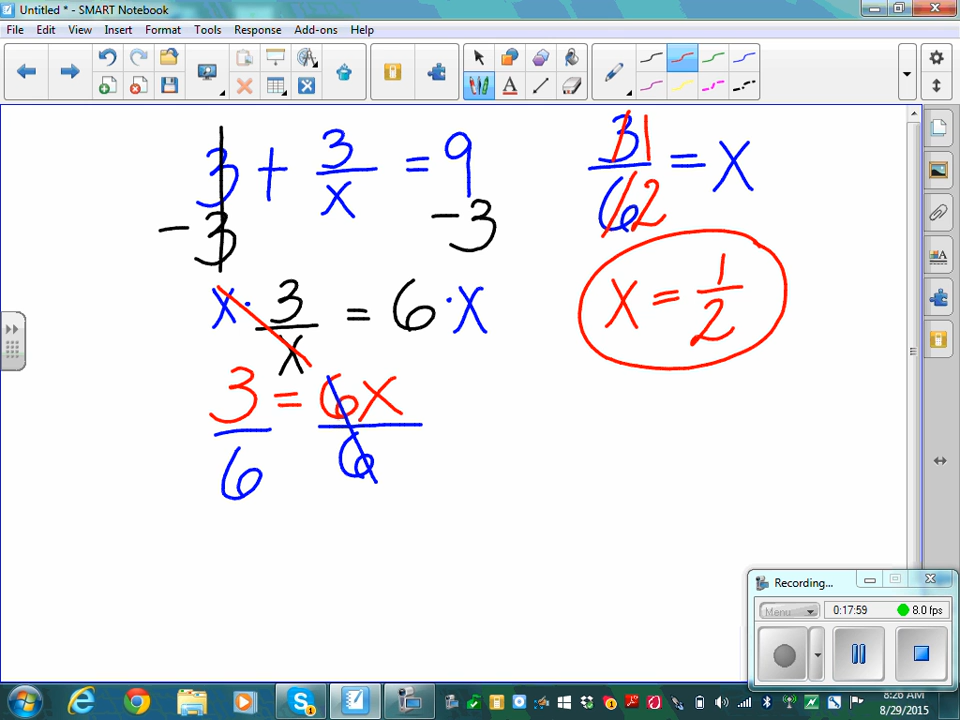 Untitled * - SMART Notebook
File Edit View Insert Format Tools Response Add-ons Help
3 + 3/x = 9
-3 -3
x · 3/x = 6 · x
3 = 6x
6 6
3 1 / 6 2 = x
x = 1/2
Recording...
Menu 0:17:59 8.0 fps
8:26 AM
8/29/2015